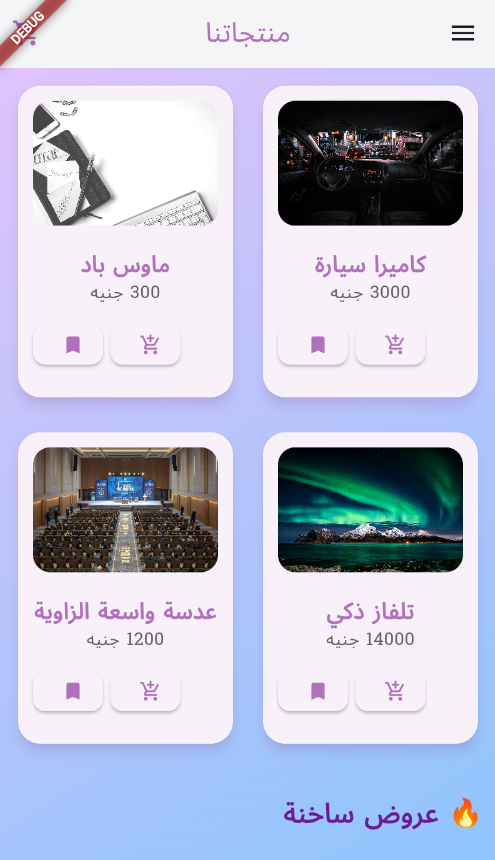 DEBUG
منتجاتنا
كاميرا سيارة
3000 جنيه
ماوس باد
300 جنيه
تلفاز ذكي
14000 جنيه
عدسة واسعة الزاوية
1200 جنيه
🔥 عروض ساخنة